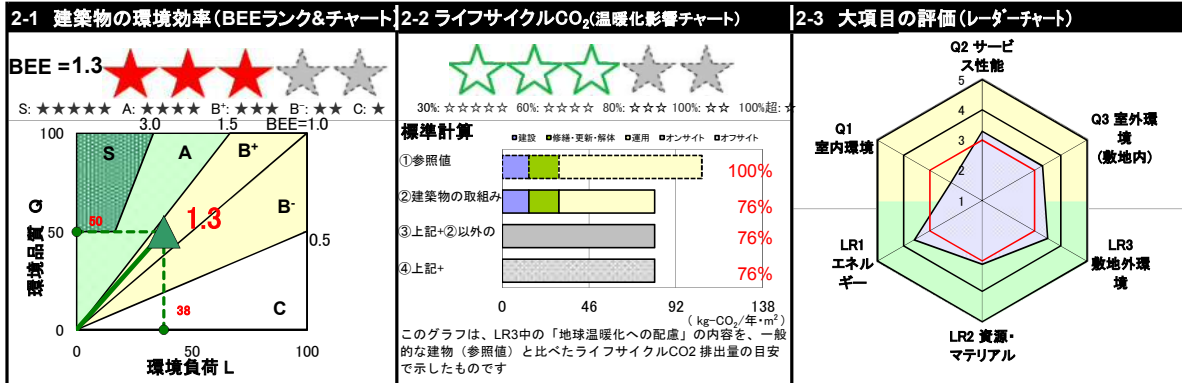 2-1 建築物の環境効率(BEEランク&チャート)
BEE =1.3
S: ★★★★★ A: ★★★★ B⁺: ★★★ B⁻: ★★ C: ★
3.0 1.5 BEE=1.0
100
S A B⁺
B⁻
環境品質 Q
50
50
1.3
0.5
38
C
0
0 50 100
環境負荷 L
2-2 ライフサイクルCO₂(温暖化影響チャート)
30%: ☆☆☆☆☆ 60%: ☆☆☆☆ 80%: ☆☆☆ 100%: ☆☆ 100%超: ☆
標準計算
建設 修繕・更新・解体 運用 オンサイト オフサイト
①参照値 100%
②建築物の取組み 76%
③上記+②以外の 76%
④上記+ 76%
0 46 92 138
( kg-CO₂/年・m²)
このグラフは、LR3中の「地球温暖化への配慮」の内容を、一般
的な建物（参照値）と比べたライフサイクルCO2 排出量の目安
で示したものです
2-3 大項目の評価(レーダーチャート)
Q2 サービ
ス性能
5
4
3
2
1
Q1
室内環境
Q3 室外環
境
(敷地内)
LR1
エネル
ギー
LR3
敷地外環
境
LR2 資源・
マテリアル